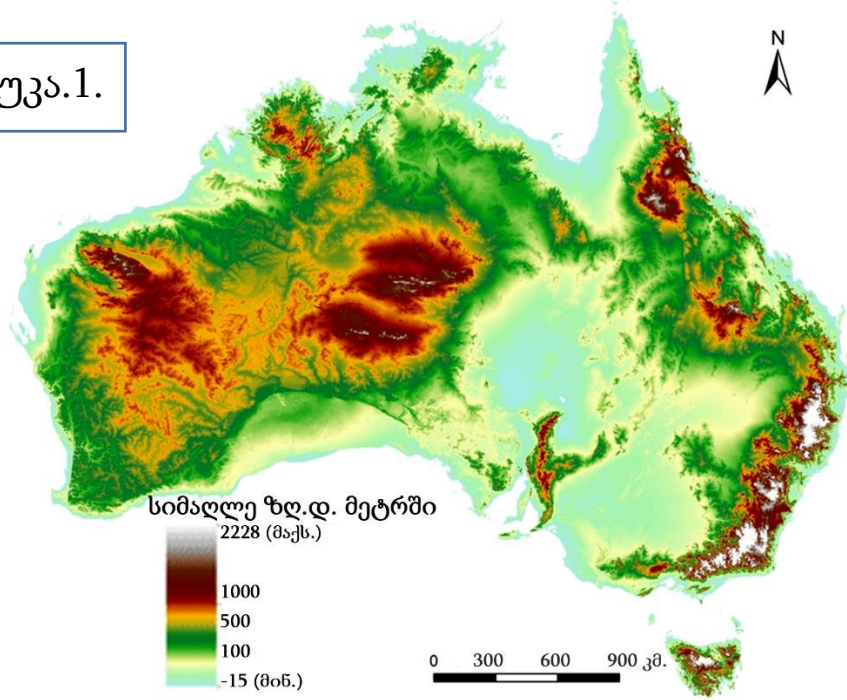 უკა.1.
N
სიმაღლე ზღ.დ. მეტრში
2228 (მაქს.)
1000
500
100
-15 (მინ.)
0 300 600 900 კმ.